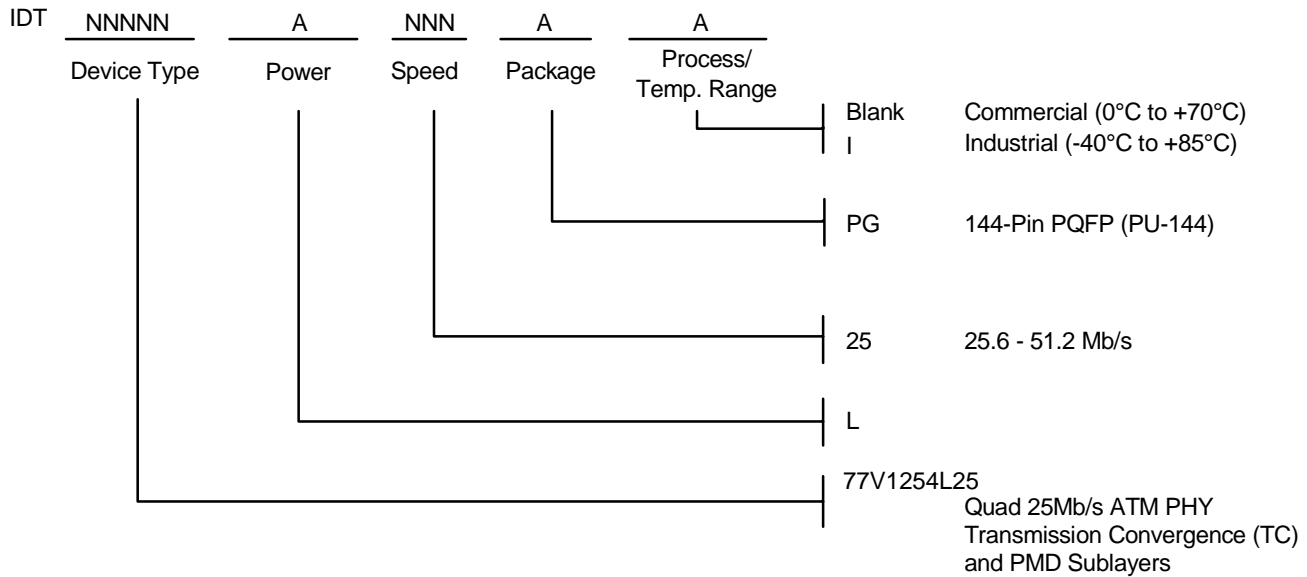 IDT NNNNN A NNN A A
Device Type Power Speed Package Process/
Temp. Range
Blank Commercial (0°C to +70°C)
I Industrial (-40°C to +85°C)
PG 144-Pin PQFP (PU-144)
25 25.6 - 51.2 Mb/s
L
77V1254L25
Quad 25Mb/s ATM PHY
Transmission Convergence (TC)
and PMD Sublayers